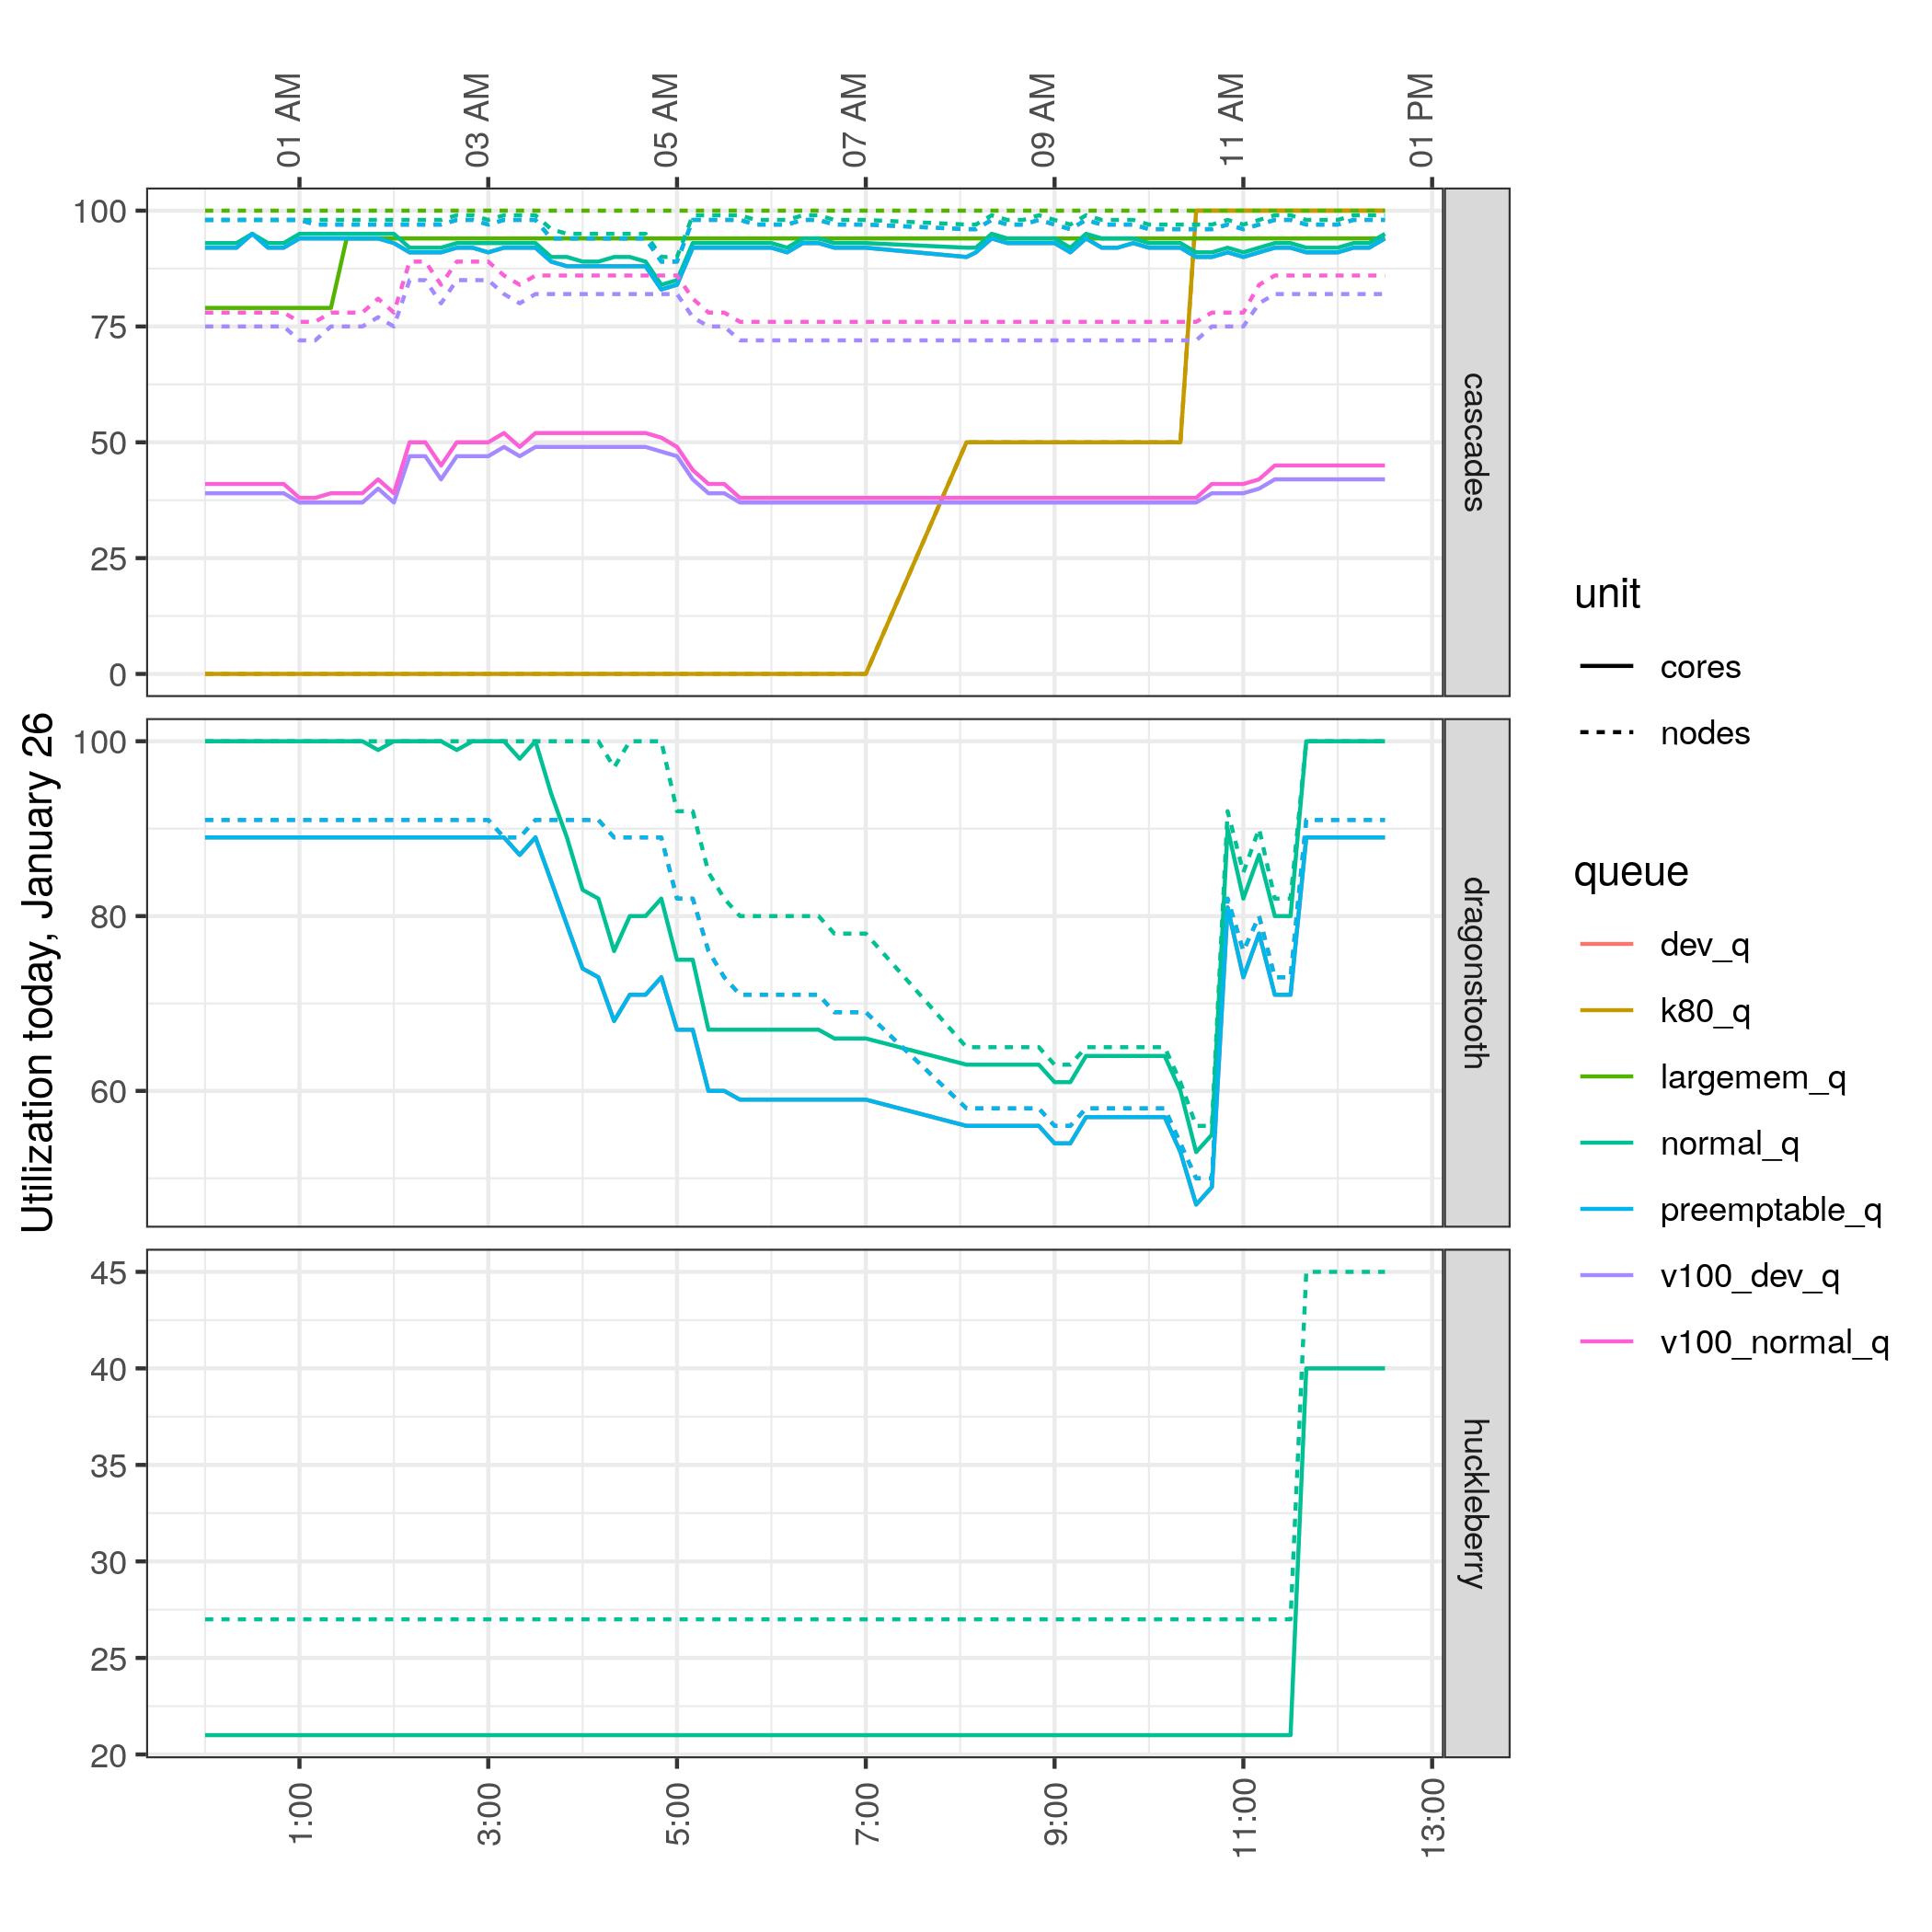 01 AM
03 AM
05 AM
07 AM
09 AM
11 AM
01 PM
Utilization today, January 26
100
75
50
25
0
cascades
100
80
60
dragonstooth
45
40
35
30
25
20
huckleberry
1:00
3:00
5:00
7:00
9:00
11:00
13:00
unit
cores
nodes
queue
dev_q
k80_q
largemem_q
normal_q
preemptable_q
v100_dev_q
v100_normal_q